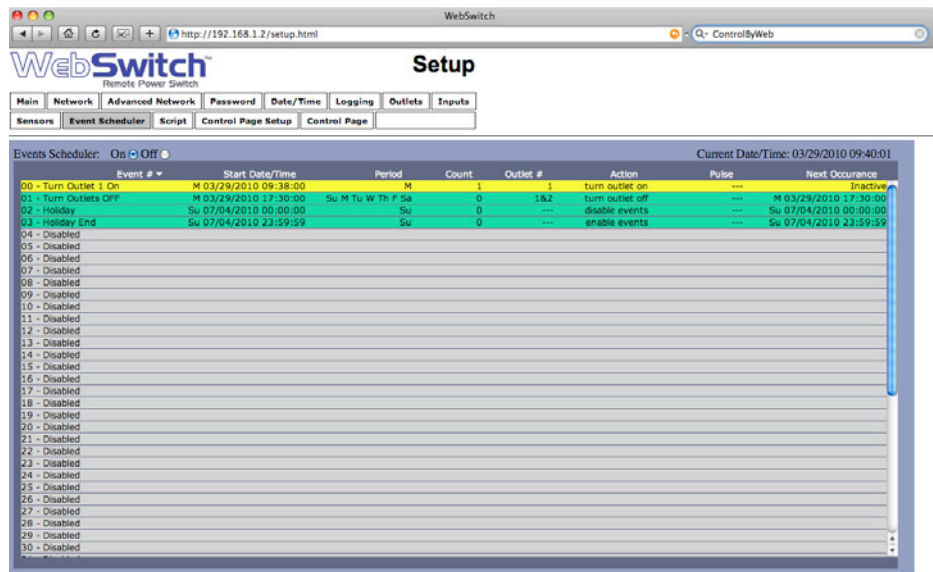 WebSwitch
http://192.168.1.2/setup.html
ControlByWeb
WebSwitch™
Remote Power Switch
Setup
Main Network Advanced Network Password Date/Time Logging Outlets Inputs
Sensors Event Scheduler Script Control Page Setup Control Page
Events Scheduler: On Off Current Date/Time: 03/29/2010 09:40:01
Event # Start Date/Time Period Count Outlet # Action Pulse Next Occurance
00 - Turn Outlet 1 On M 03/29/2010 09:38:00 M 1 1 turn outlet on --- Inactive
01 - Turn Outlets OFF M 03/29/2010 17:30:00 Su M Tu W Th F Sa 0 1&2 turn outlet off --- M 03/29/2010 17:30:00
02 - Holiday Su 07/04/2010 00:00:00 Su 0 --- disable events --- Su 07/04/2010 00:00:00
03 - Holiday End Su 07/04/2010 23:59:59 Su 0 --- enable events --- Su 07/04/2010 23:59:59
04 - Disabled
05 - Disabled
06 - Disabled
07 - Disabled
08 - Disabled
09 - Disabled
10 - Disabled
11 - Disabled
12 - Disabled
13 - Disabled
14 - Disabled
15 - Disabled
16 - Disabled
17 - Disabled
18 - Disabled
19 - Disabled
20 - Disabled
21 - Disabled
22 - Disabled
23 - Disabled
24 - Disabled
25 - Disabled
26 - Disabled
27 - Disabled
28 - Disabled
29 - Disabled
30 - Disabled